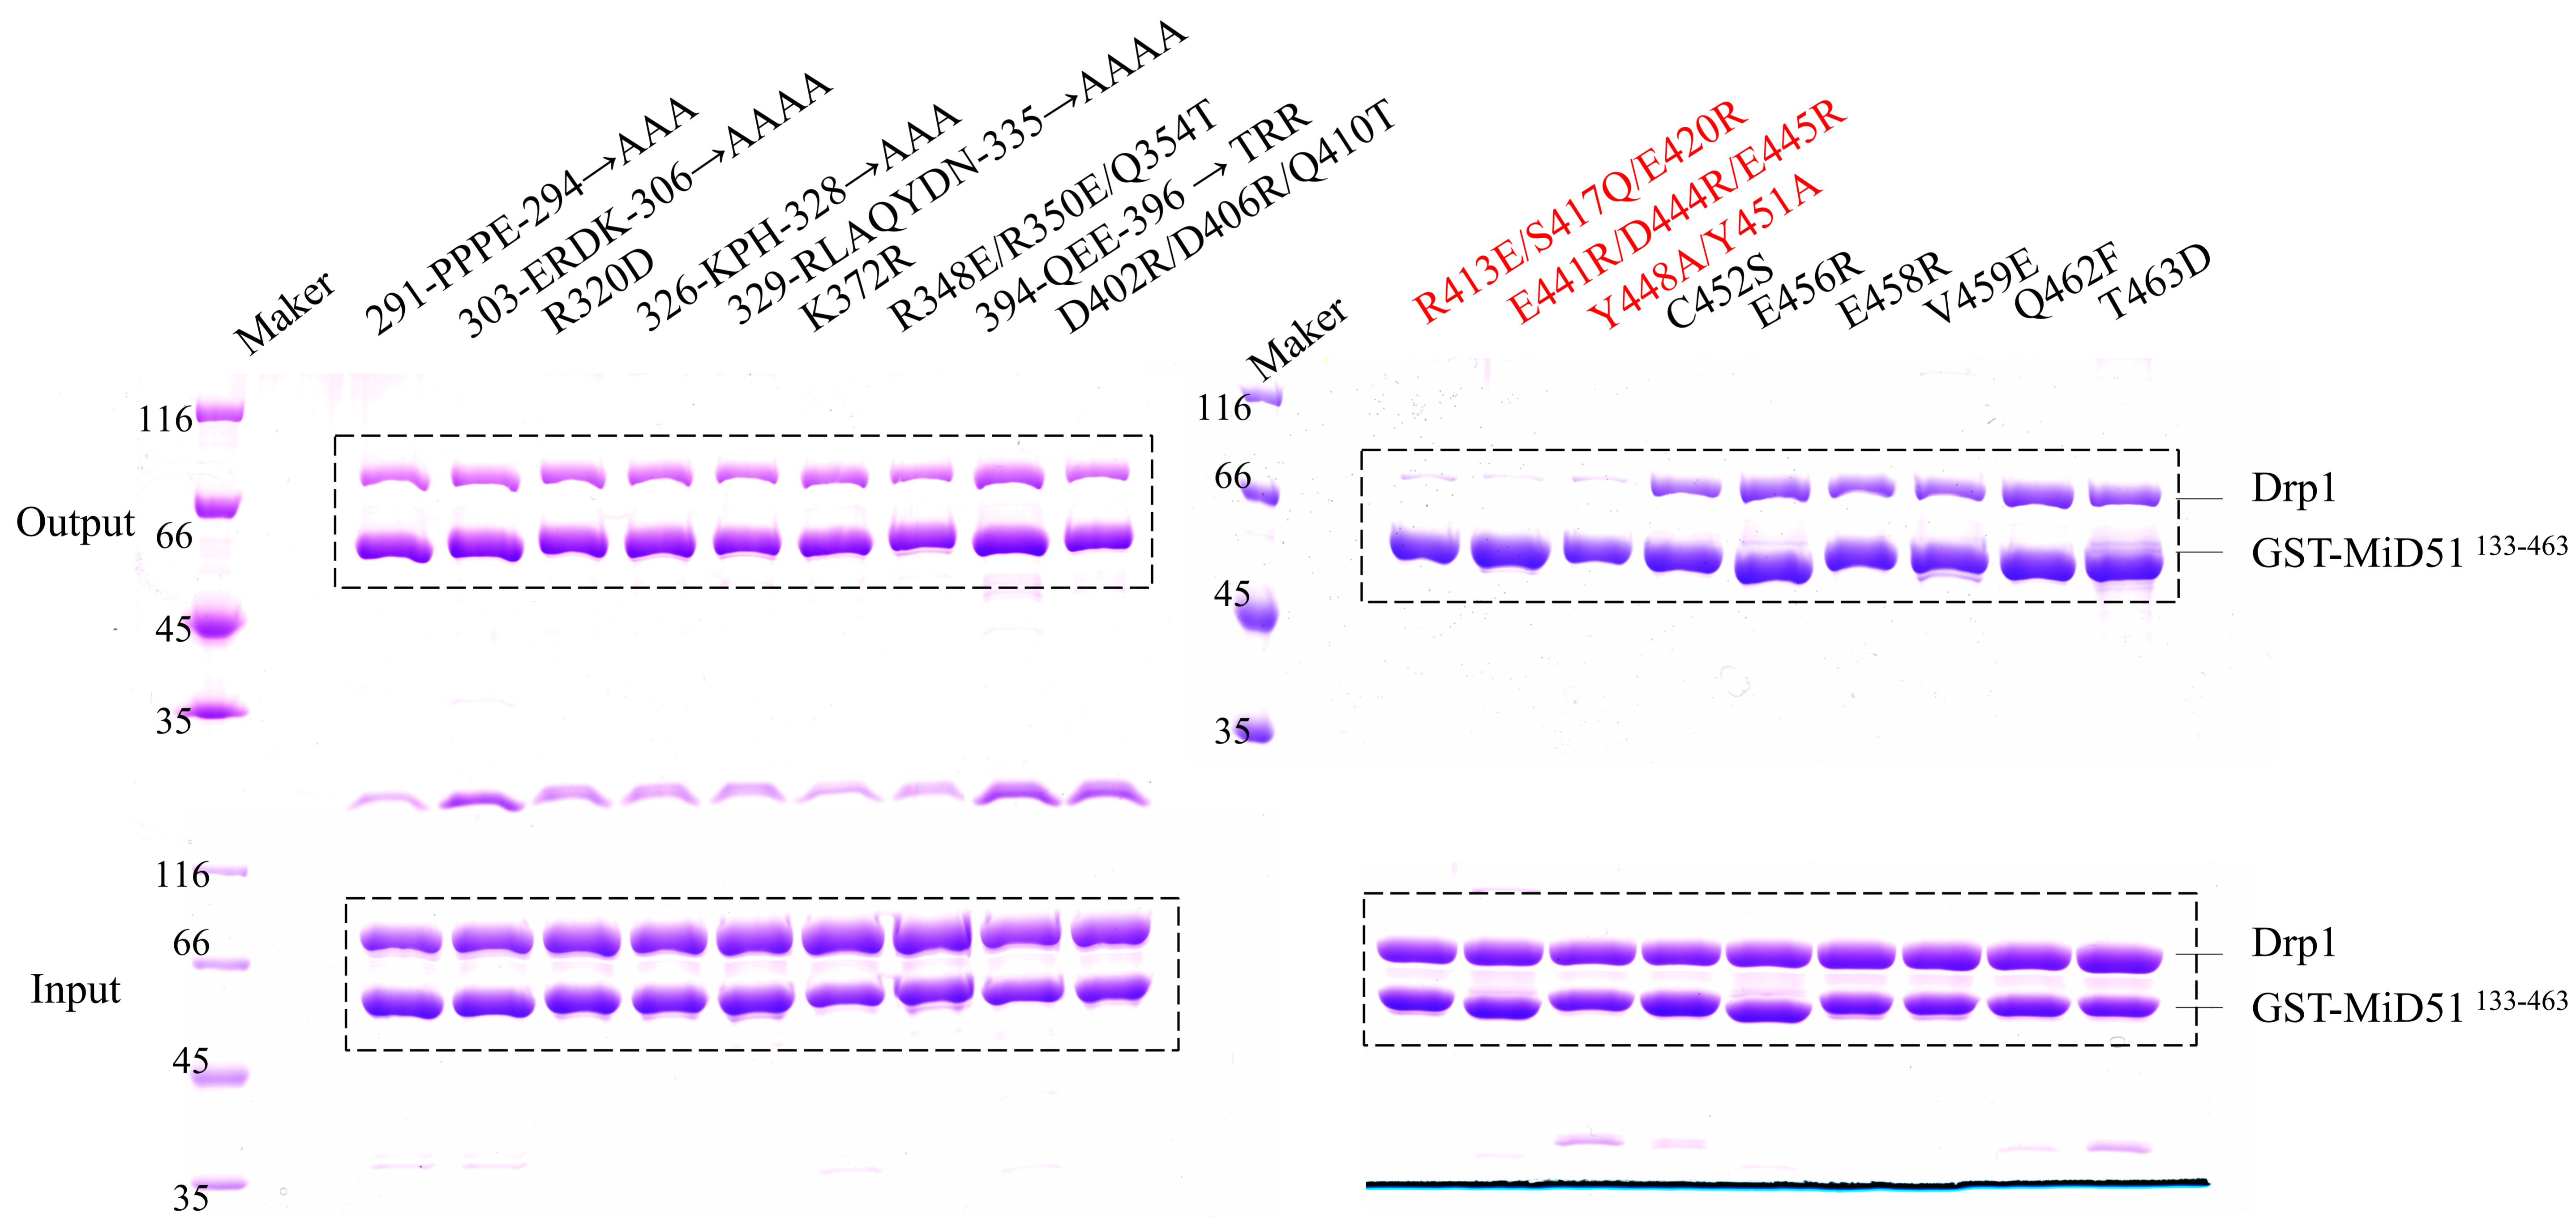 Maker
291-PPPE-294→AAA
303-ERDK-306→AAAA
R320D
326-KPH-328→AAA
329-RLAQYDN-335→AAAA
K372R
R348E/R350E/Q354T
394-QEE-396 → TRR
D402R/D406R/Q410T
Maker
R413E/S417Q/E420R
E441R/D444R/E445R
Y448A/Y451A
C452S
E456R
E458R
V459E
Q462F
T463D
Output
116
66
45
35
116
66
45
35
Drp1
GST-MiD51 133-463
Input
116
66
45
35
Drp1
GST-MiD51 133-463